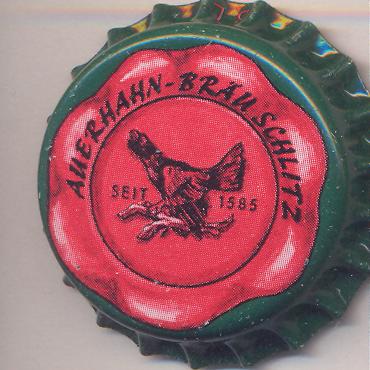 AUERHAHN-BRÄU SCHLITZ
SEIT 1585